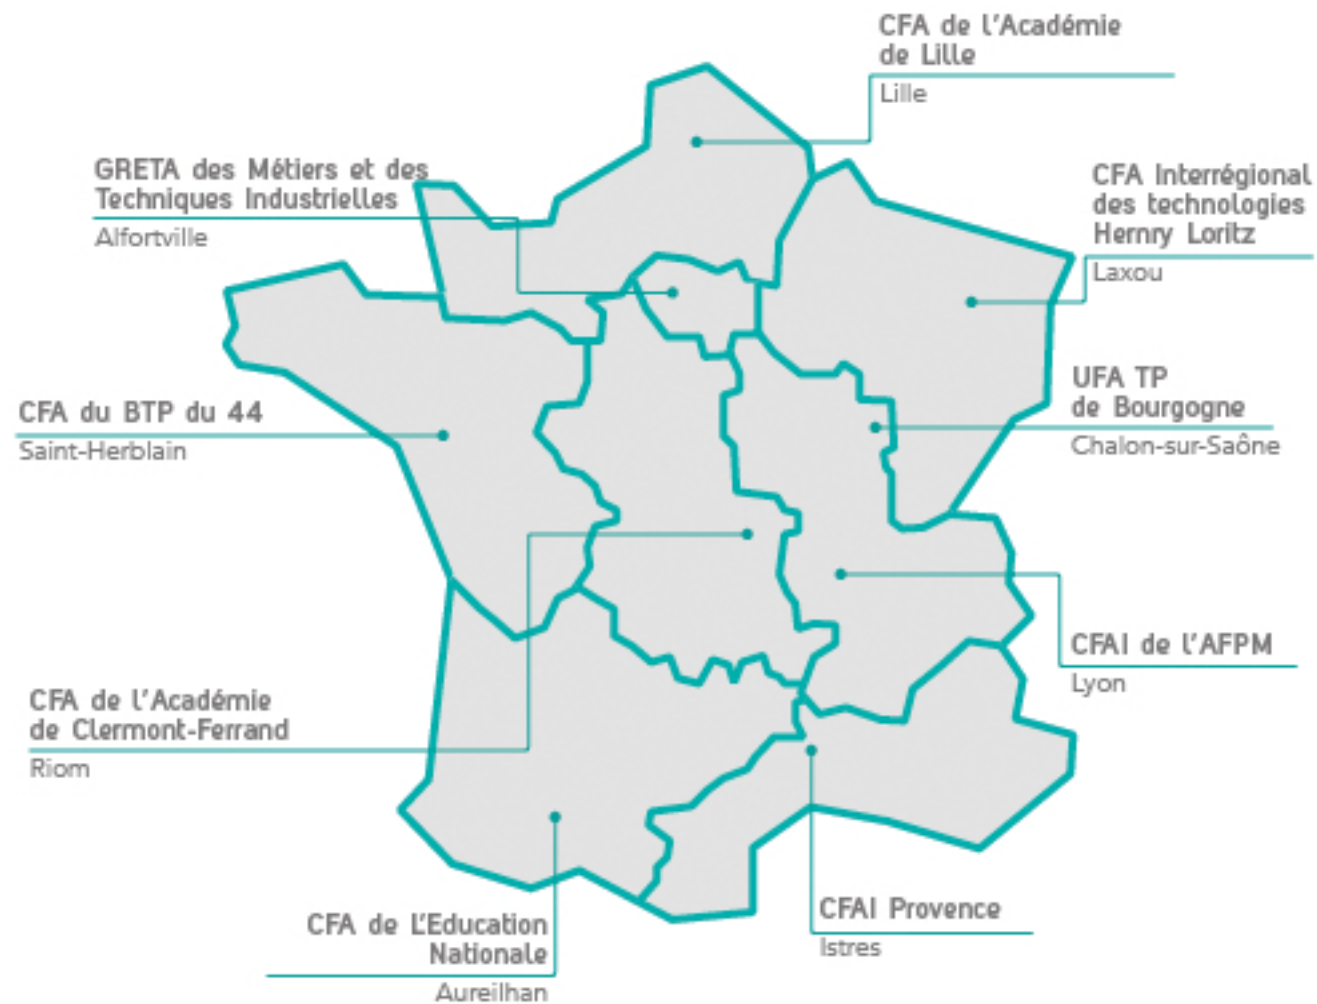 CFA de l'Académie
de Lille
Lille
GRETA des Métiers et des
Techniques Industrielles
Alfortville
CFA Interrégional
des technologies
Hernry Loritz
Laxou
CFA du BTP du 44
Saint-Herblain
UFA TP
de Bourgogne
Chalon-sur-Saône
CFAI de l'AFPM
Lyon
CFA de l'Académie
de Clermont-Ferrand
Riom
CFA de L'Education
Nationale
Aureilhan
CFAI Provence
Istres